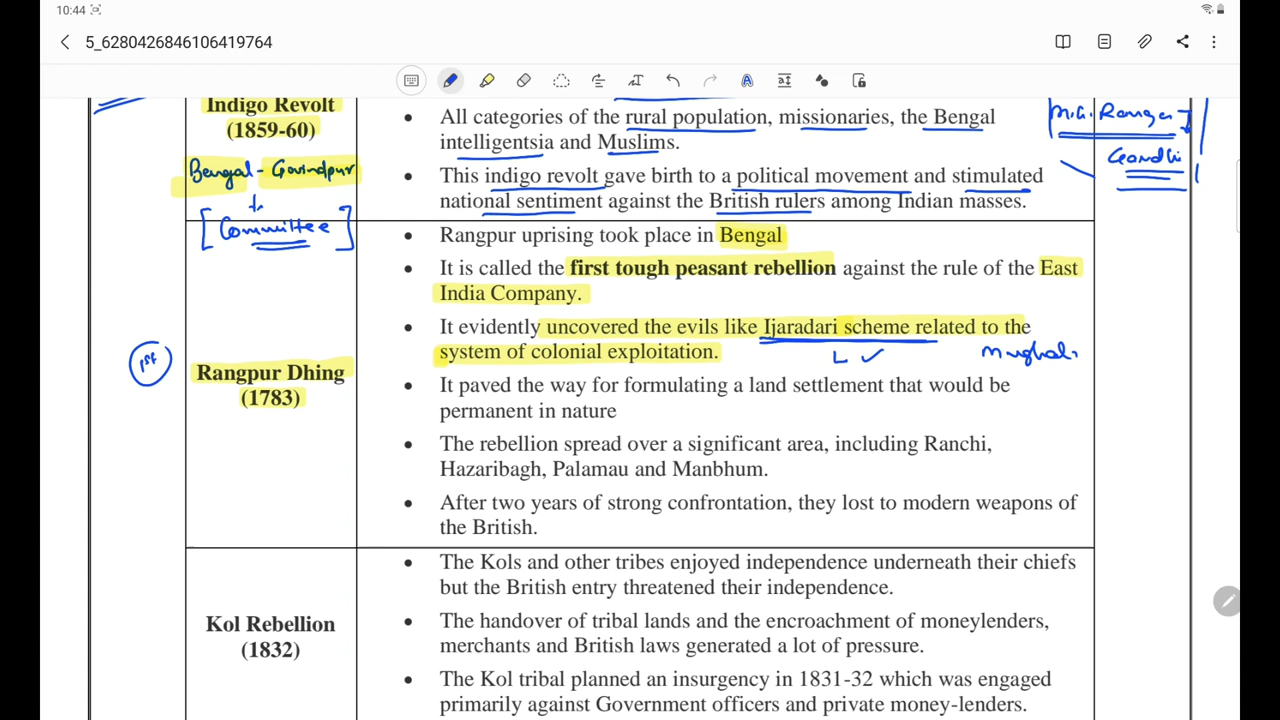 10:44
5_6280426846106419764
Indigo Revolt
(1859-60)
Bengal - Govindpur
[Committee]
All categories of the rural population, missionaries, the Bengal
intelligentsia and Muslims.
This indigo revolt gave birth to a political movement and stimulated
national sentiment against the British rulers among Indian masses.
Gandhi
1st
Rangpur Dhing
(1783)
• Rangpur uprising took place in Bengal
• It is called the first tough peasant rebellion against the rule of the East
India Company.
• It evidently uncovered the evils like Ijaradari scheme related to the
system of colonial exploitation.
Mughal
• It paved the way for formulating a land settlement that would be
permanent in nature
• The rebellion spread over a significant area, including Ranchi,
Hazaribagh, Palamau and Manbhum.
• After two years of strong confrontation, they lost to modern weapons of
the British.
Kol Rebellion
(1832)
• The Kols and other tribes enjoyed independence underneath their chiefs
but the British entry threatened their independence.
• The handover of tribal lands and the encroachment of moneylenders,
merchants and British laws generated a lot of pressure.
• The Kol tribal planned an insurgency in 1831-32 which was engaged
primarily against Government officers and private money-lenders.